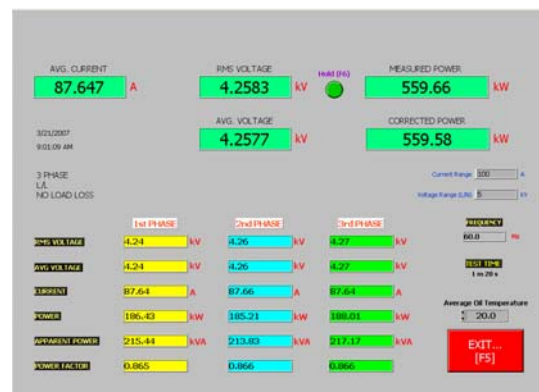 AVG. CURRENT RMS VOLTAGE Hold (F6) MEASURED POWER
87.647 A 4.2583 kV 559.66 kW
AVG. VOLTAGE CORRECTED POWER
3/21/2007 4.2577 kV 559.58 kW
9:01:09 AM
3 PHASE Current Range 100 A
L/L Voltage Range (L/N) 5 kV
NO LOAD LOSS
1st PHASE 2nd PHASE 3rd PHASE FREQUENCY
RMS VOLTAGE 4.24 kV 4.26 kV 4.27 kV 60.0 Hz
AVG VOLTAGE 4.24 kV 4.26 kV 4.27 kV TEST TIME
1 m 20 s
CURRENT 87.64 A 87.66 A 87.64 A
Average Oil Temperature
POWER 186.43 kW 185.21 kW 188.01 kW 20.0
APPARENT POWER 215.44 kVA 213.83 kVA 217.17 kVA EXIT...
[F5]
POWER FACTOR 0.865 0.866 0.866